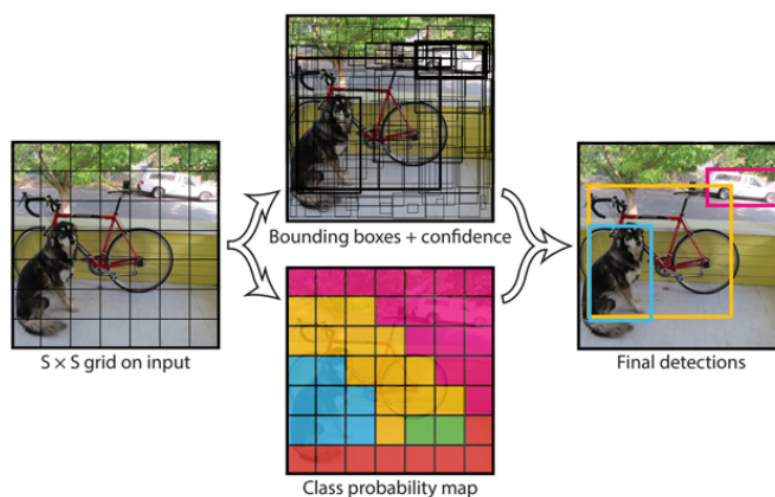 S × S grid on input
Bounding boxes + confidence
Class probability map
Final detections